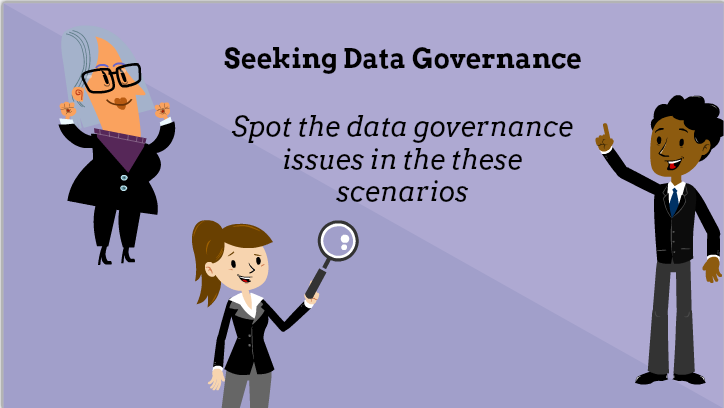 Seeking Data Governance
Spot the data governance
issues in the these
scenarios